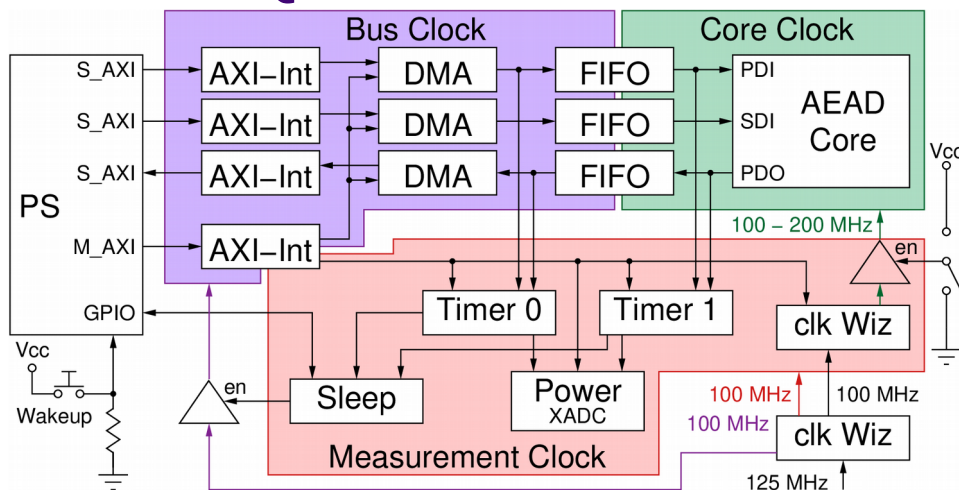 Bus Clock
Core Clock
S_AXI
AXI-Int
DMA
FIFO
PDI
S_AXI
AXI-Int
DMA
FIFO
SDI
AEAD
Core
S_AXI
AXI-Int
DMA
FIFO
PDO
Vcc
PS
M_AXI
AXI-Int
100 – 200 MHz
en
GPIO
Timer 0
Timer 1
clk Wiz
Vcc
Wakeup
en
Sleep
Power
XADC
100 MHz
100 MHz
100 MHz
clk Wiz
Measurement Clock
125 MHz